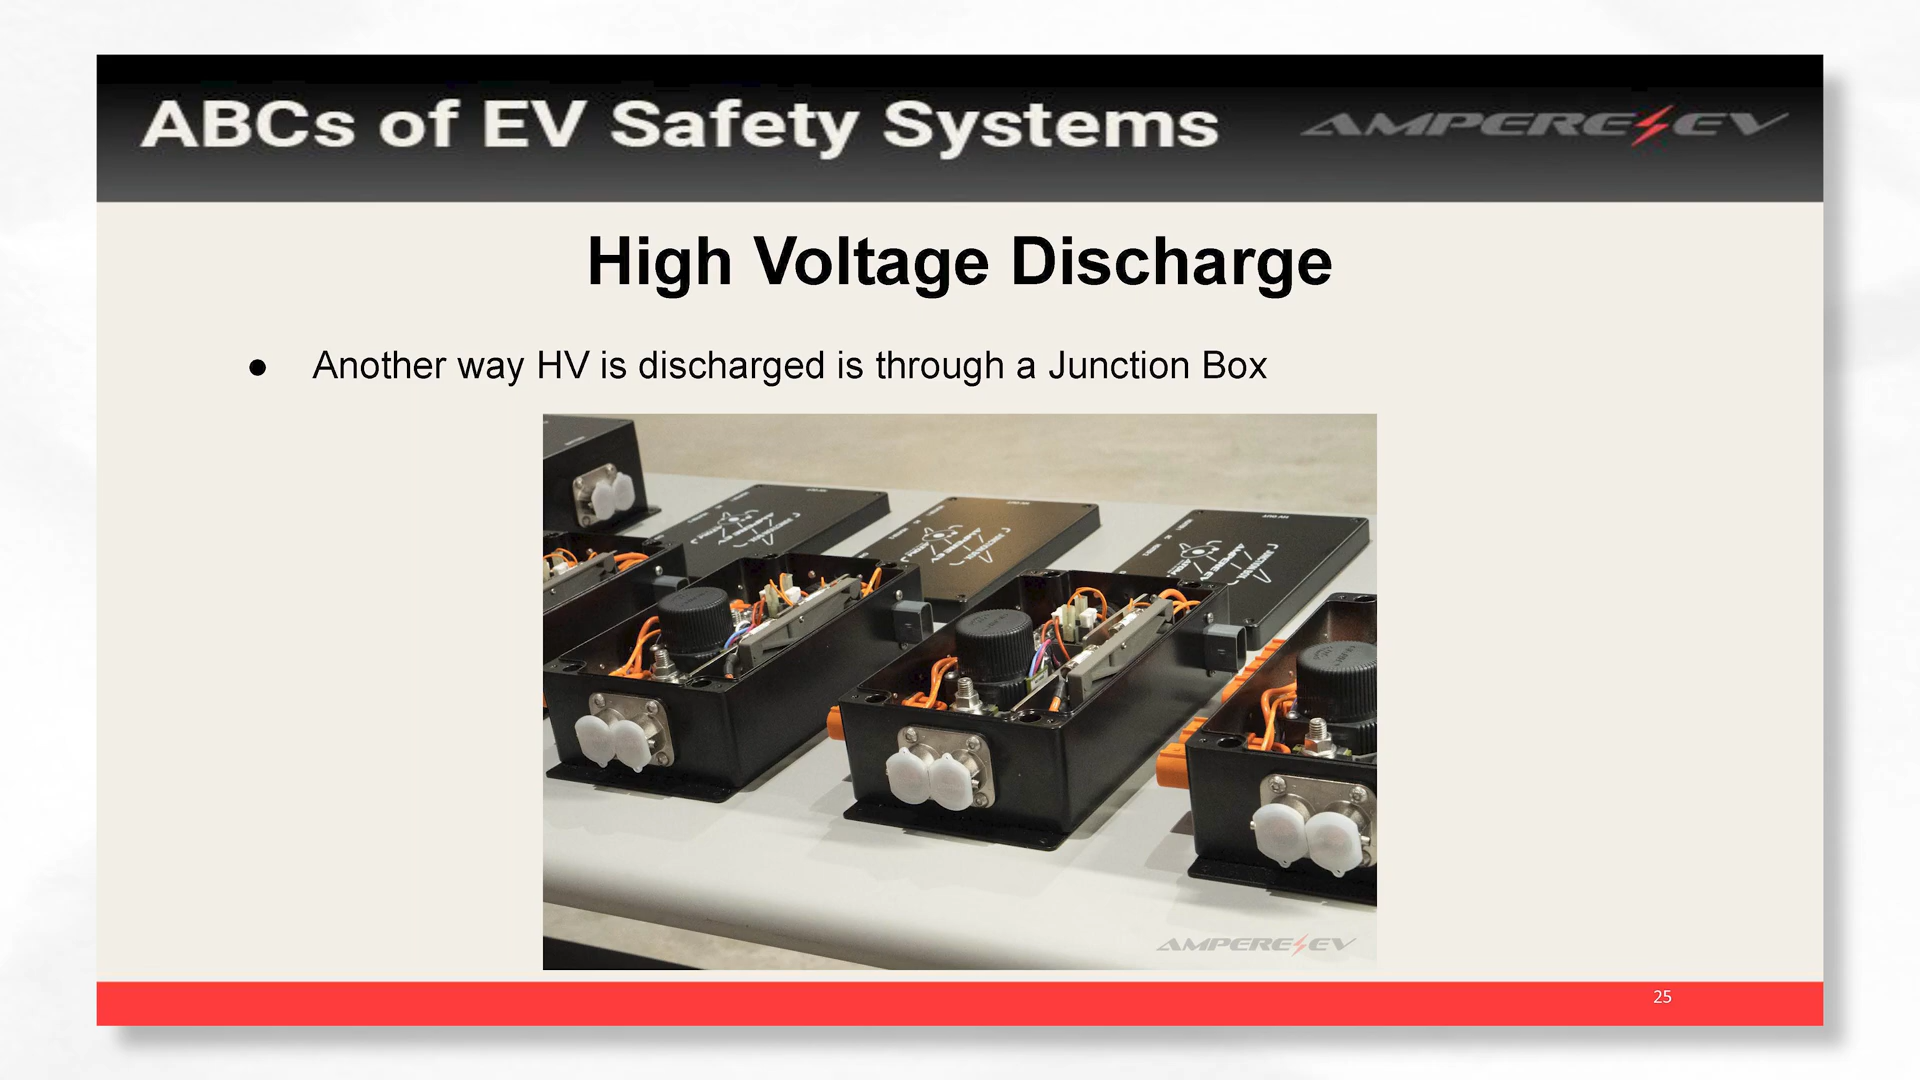 ABCs of EV Safety Systems
AMPERE EV
High Voltage Discharge
● Another way HV is discharged is through a Junction Box
AMPERE EV
25